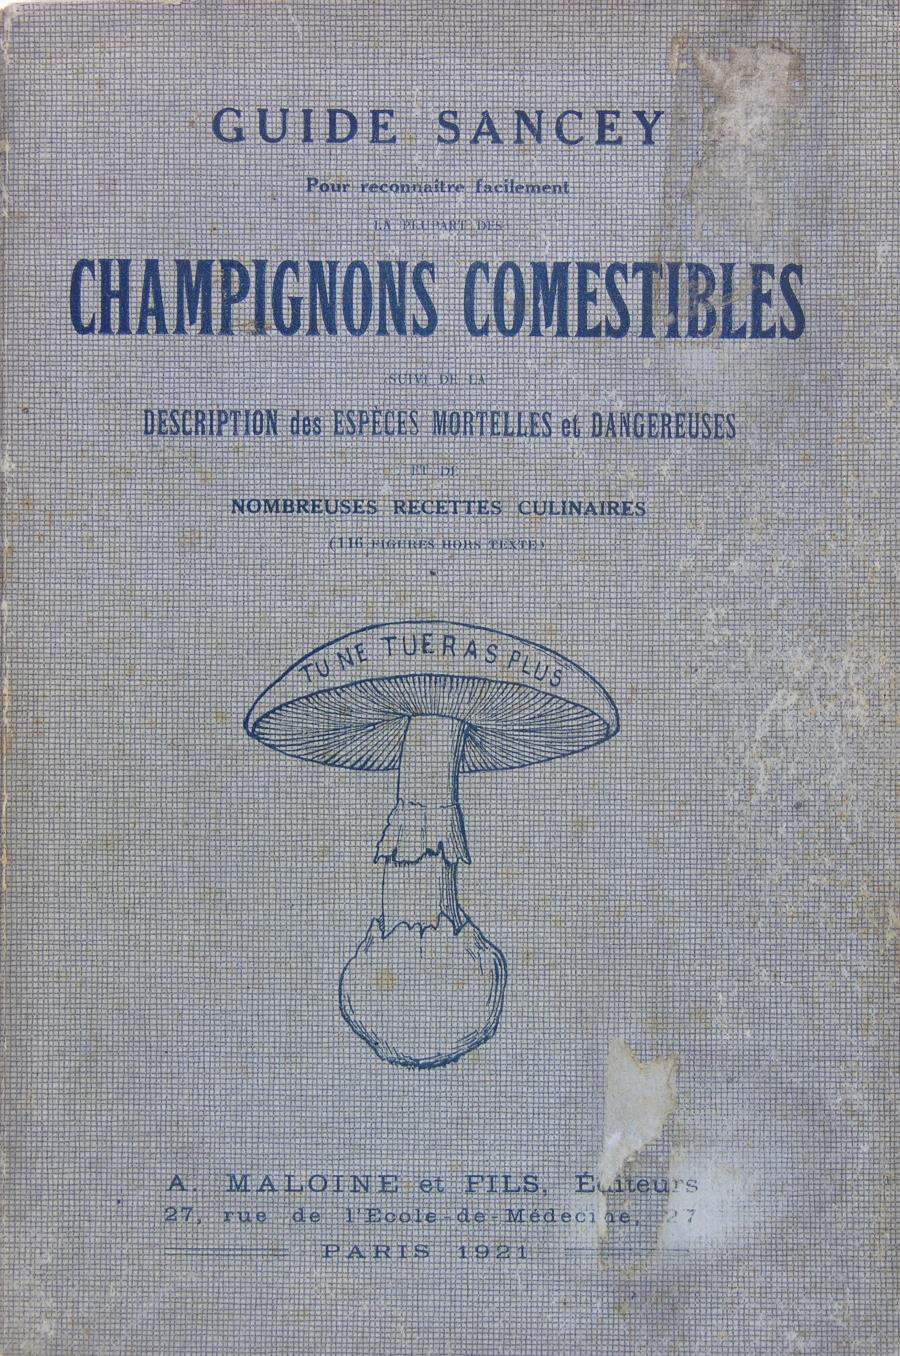 GUIDE SANCEY
Pour reconnaitre facilement
LA PLUPART DES
CHAMPIGNONS COMESTIBLES
SUIVI DE LA
DESCRIPTION des ESPÈCES MORTELLES et DANGEREUSES
ET DE
NOMBREUSES RECETTES CULINAIRES
(116 FIGURES HORS TEXTE)
TU NE TUERAS PLUS
A. MALOINE et FILS, Éditeurs
27, rue de l'Ecole-de-Médecine, 27
PARIS 1921